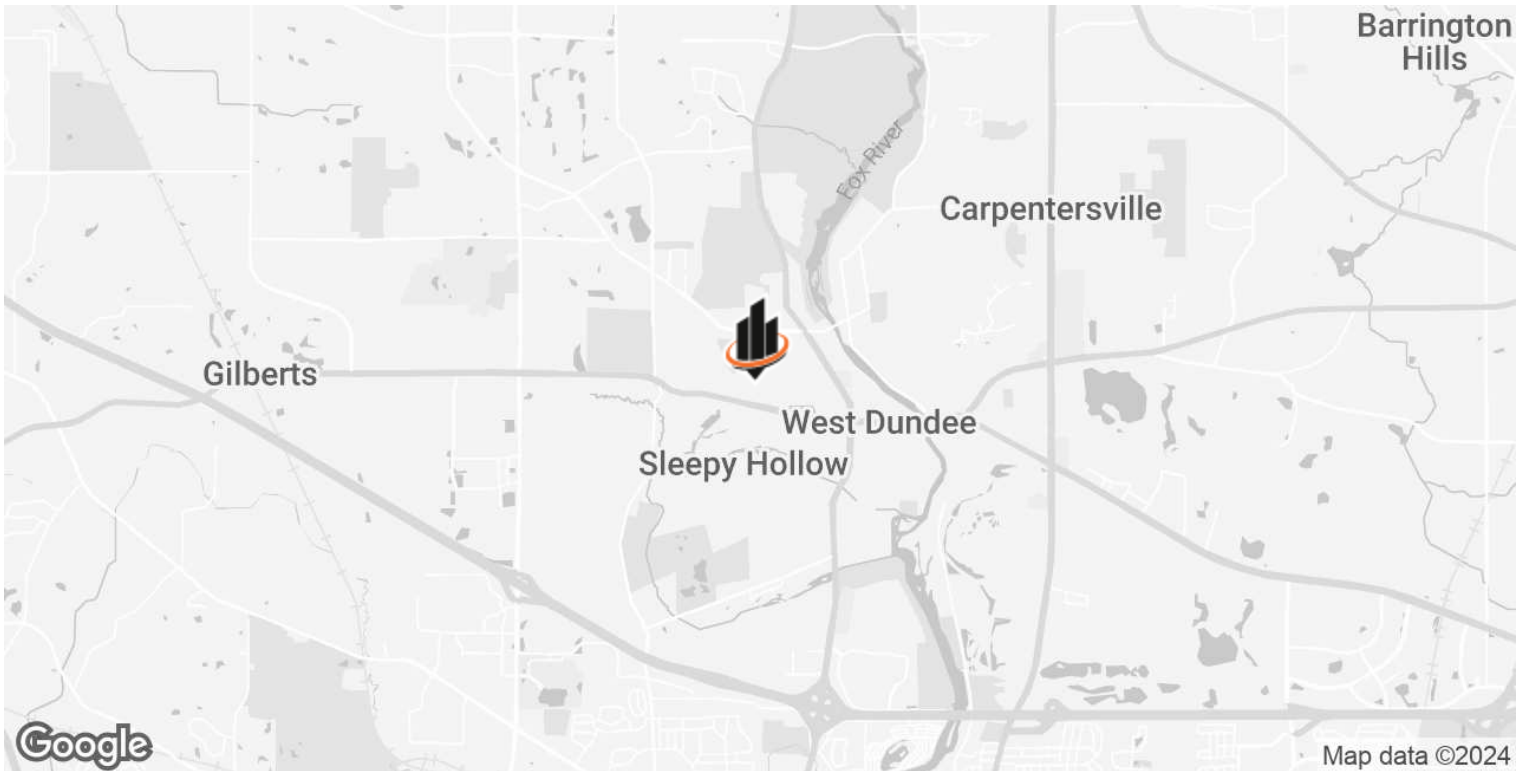 Barrington
Hills
Fox River
Carpentersville
Gilberts
West Dundee
Sleepy Hollow
Google
Map data ©2024